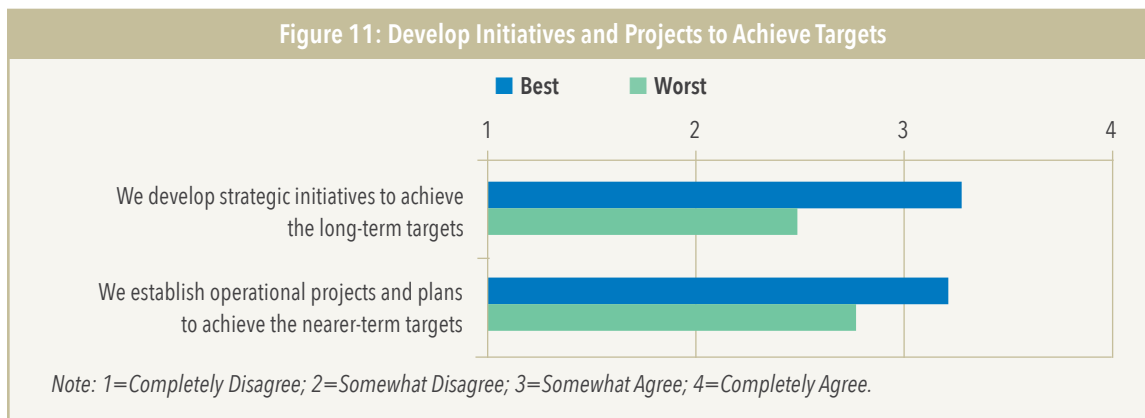 Figure 11: Develop Initiatives and Projects to Achieve Targets
Best Worst
1 2 3 4
We develop strategic initiatives to achieve
the long-term targets
We establish operational projects and plans
to achieve the nearer-term targets
Note: 1=Completely Disagree; 2=Somewhat Disagree; 3=Somewhat Agree; 4=Completely Agree.